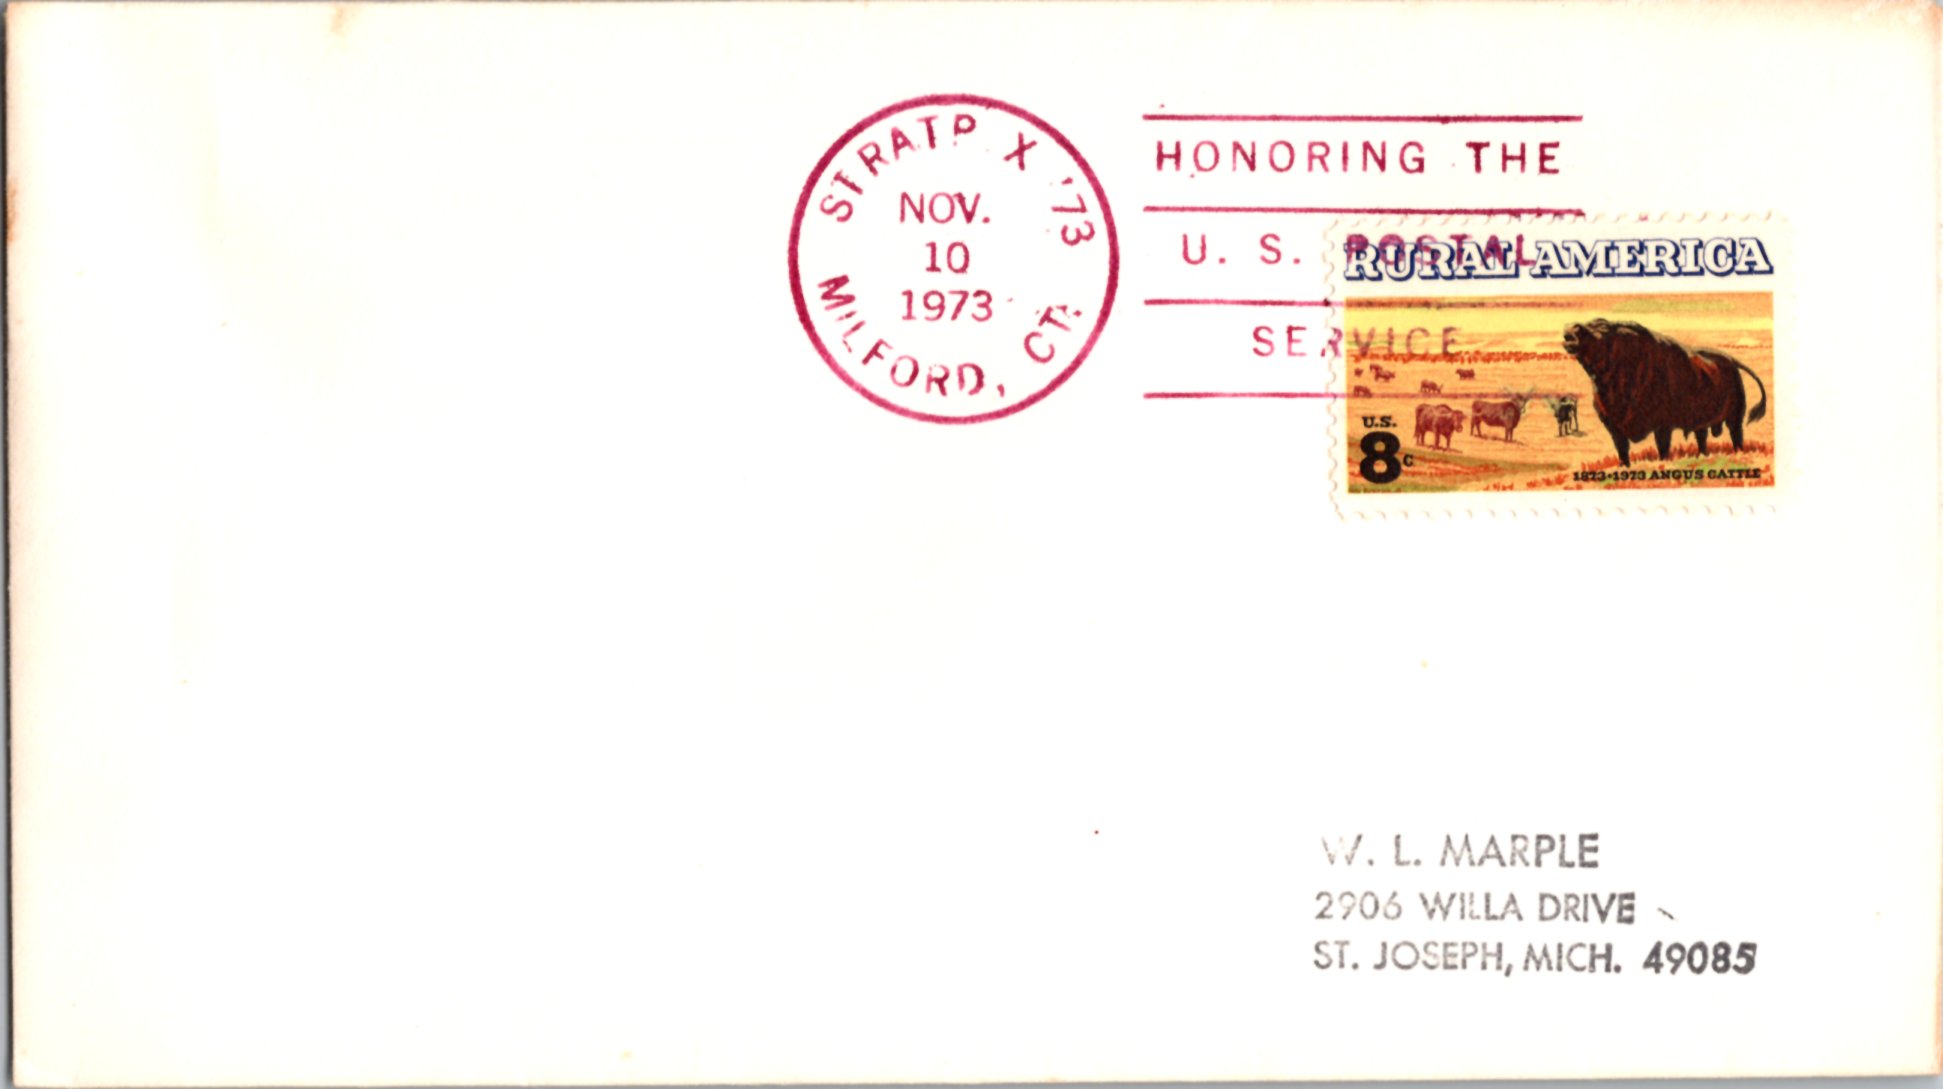 STRATP X '73
NOV.
10
1973
MILFORD, CT.
HONORING THE
U. S. POSTAL
SERVICE
RURAL AMERICA
U.S.
8c
1873·1973 ANGUS CATTLE
W. L. MARPLE
2906 WILLA DRIVE
ST. JOSEPH, MICH. 49085